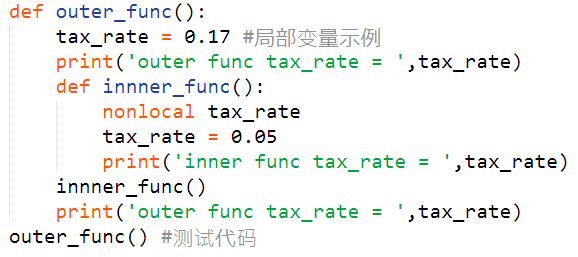 def outer_func():
    tax_rate = 0.17 #局部变量示例
    print('outer func tax_rate = ',tax_rate)
    def innner_func():
        nonlocal tax_rate
        tax_rate = 0.05
        print('inner func tax_rate = ',tax_rate)
    innner_func()
    print('outer func tax_rate = ',tax_rate)
outer_func() #测试代码